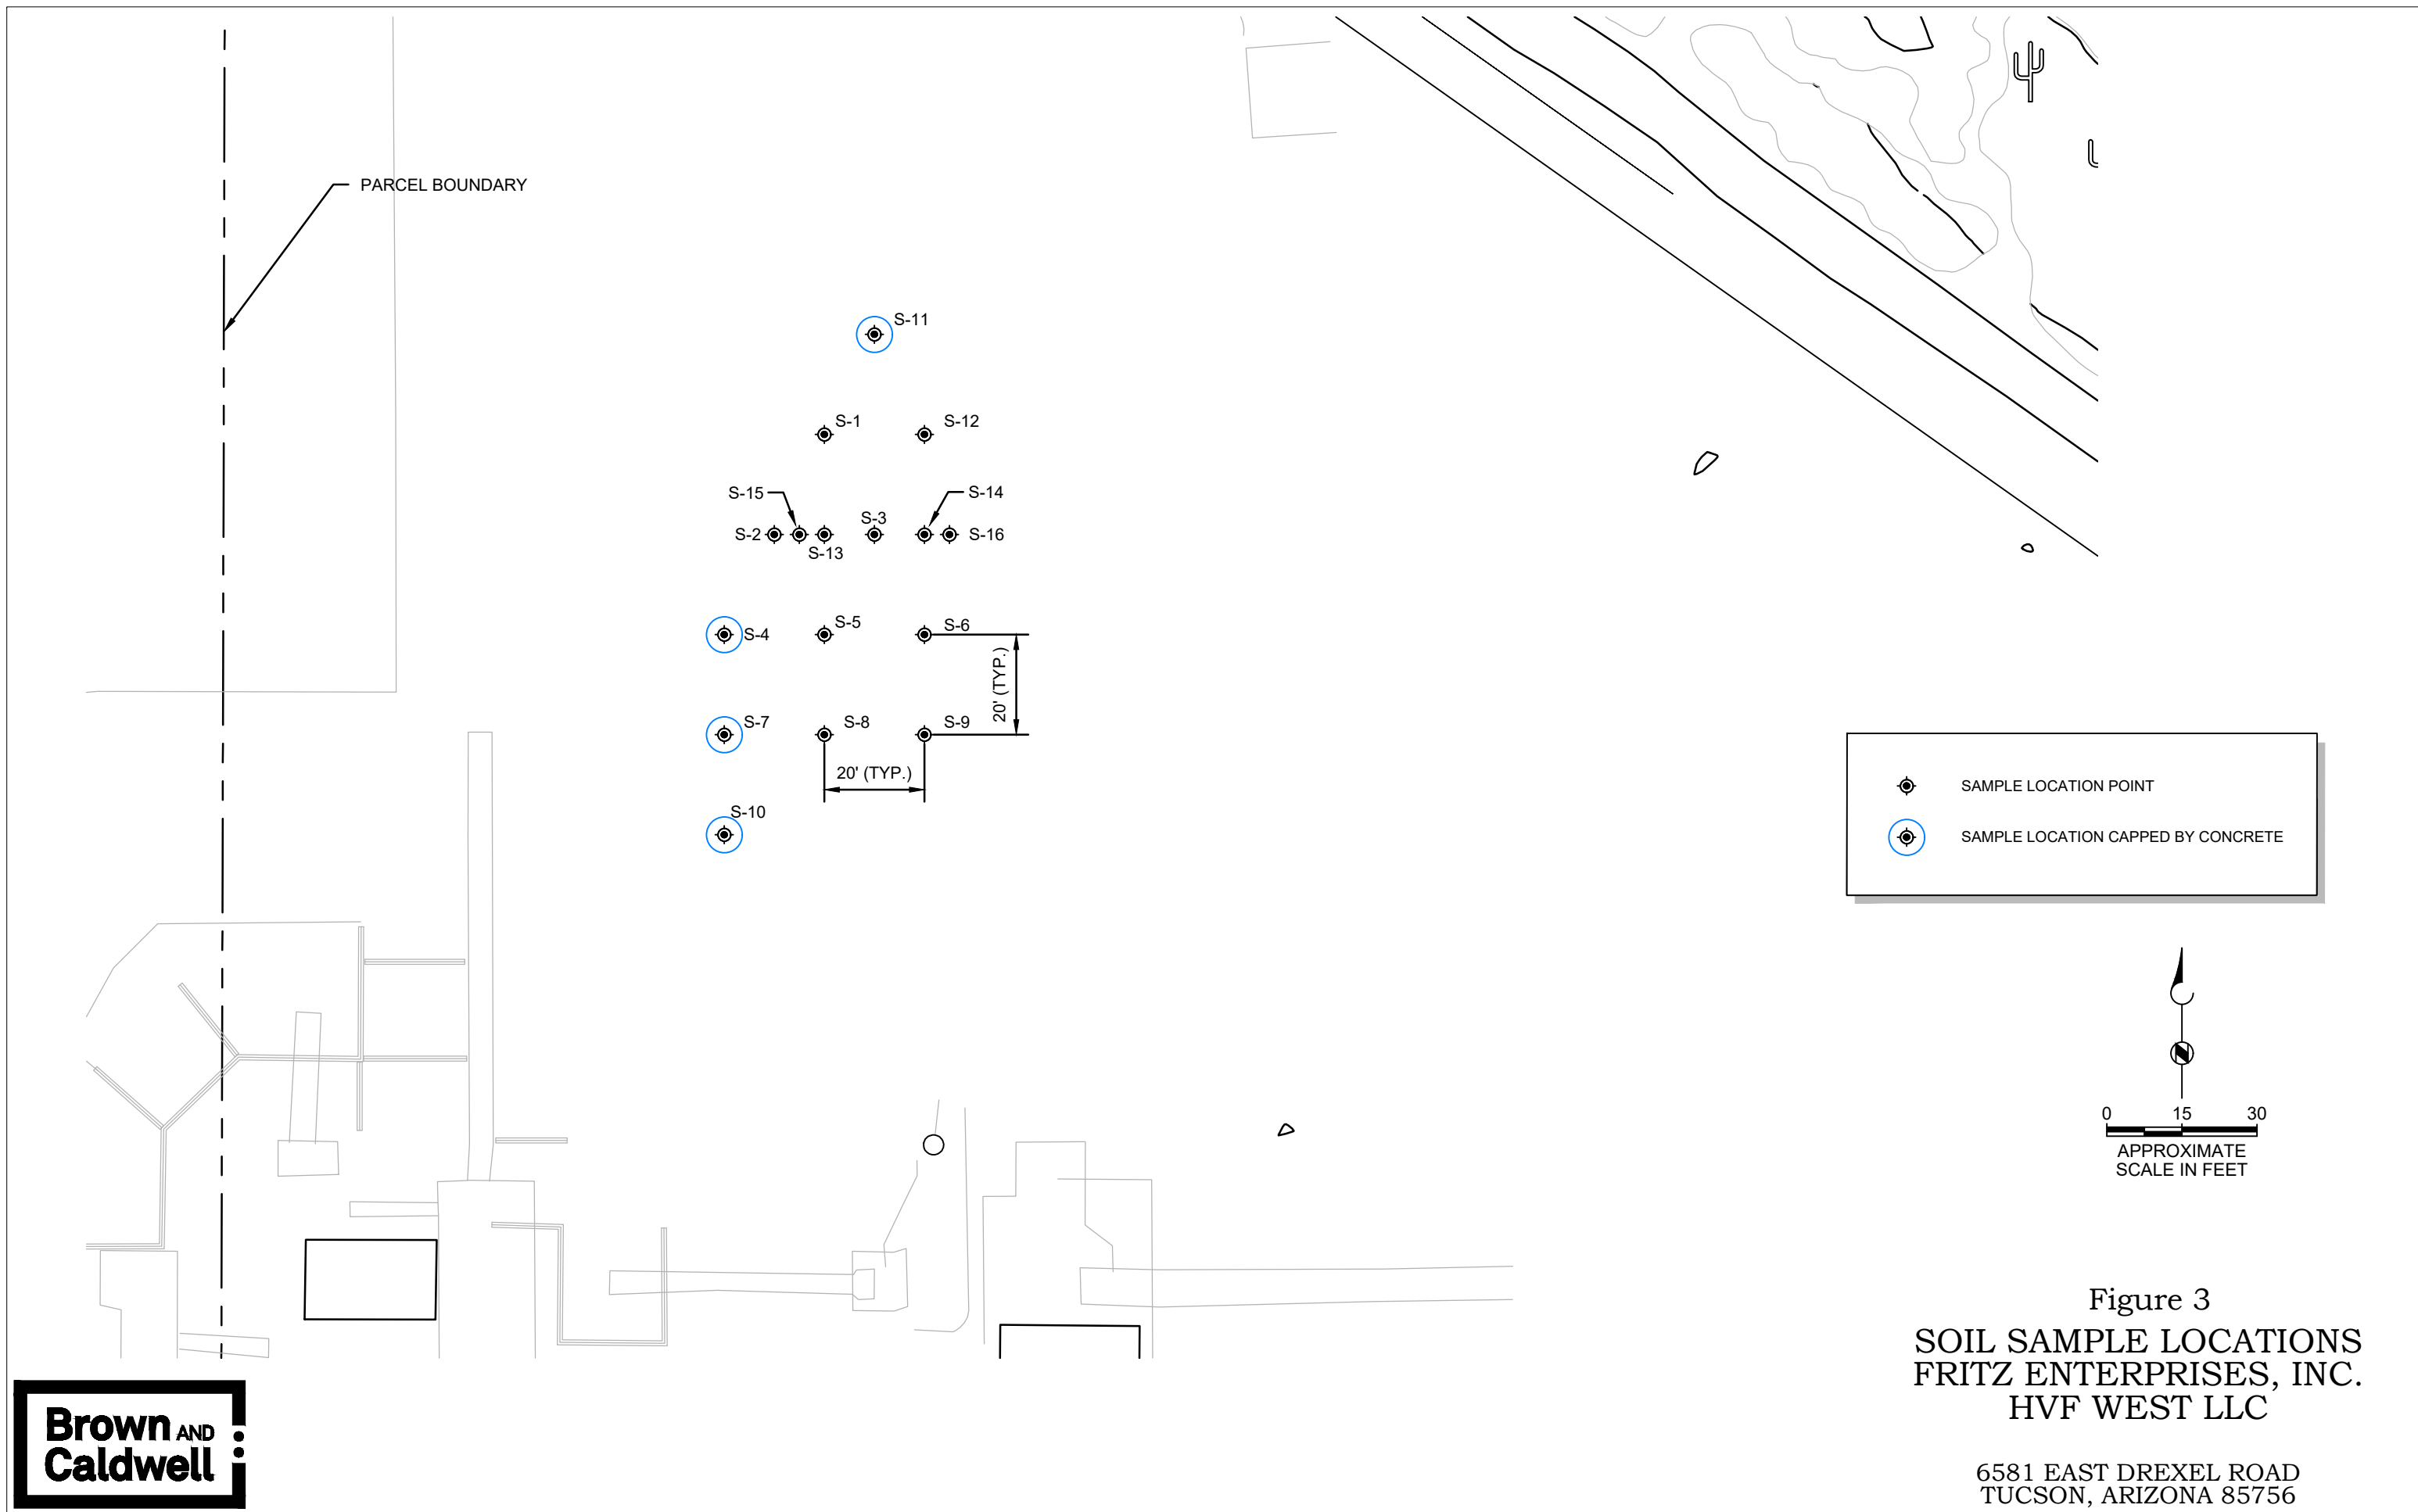 PARCEL BOUNDARY
S-11
S-1
S-12
S-15
S-14
S-3
S-2
S-16
S-13
S-5
S-6
S-4
20' (TYP.)
S-7
S-8
S-9
20' (TYP.)
S-10
SAMPLE LOCATION POINT
SAMPLE LOCATION CAPPED BY CONCRETE
N
0 15 30
APPROXIMATE
SCALE IN FEET
Figure 3
SOIL SAMPLE LOCATIONS
FRITZ ENTERPRISES, INC.
HVF WEST LLC
6581 EAST DREXEL ROAD
TUCSON, ARIZONA 85756
Brown AND
Caldwell